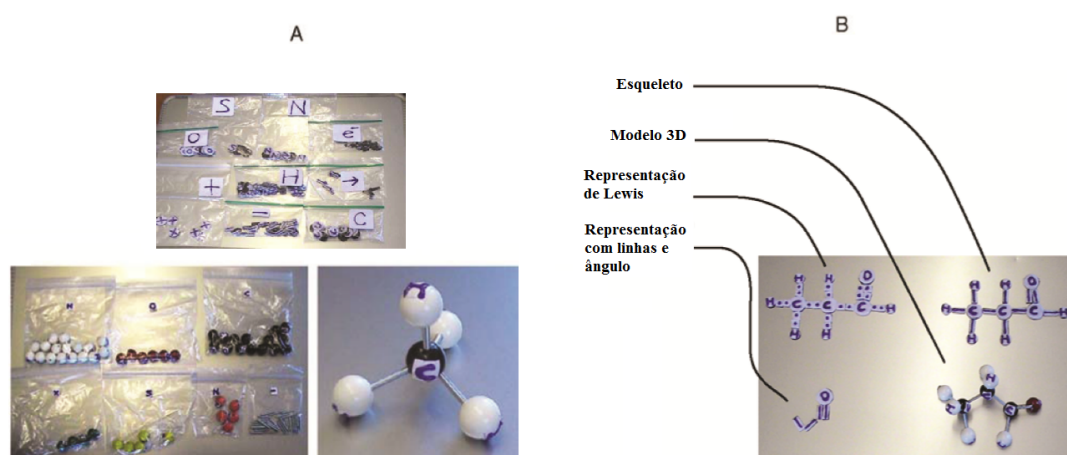 A
S N
O e⁻
+ H →
− C
C
B
Esqueleto
Modelo 3D
Representação
de Lewis
Representação
com linhas e
ângulo
H H O
H C C C H
H H
H H O
H C C C H
H H
O